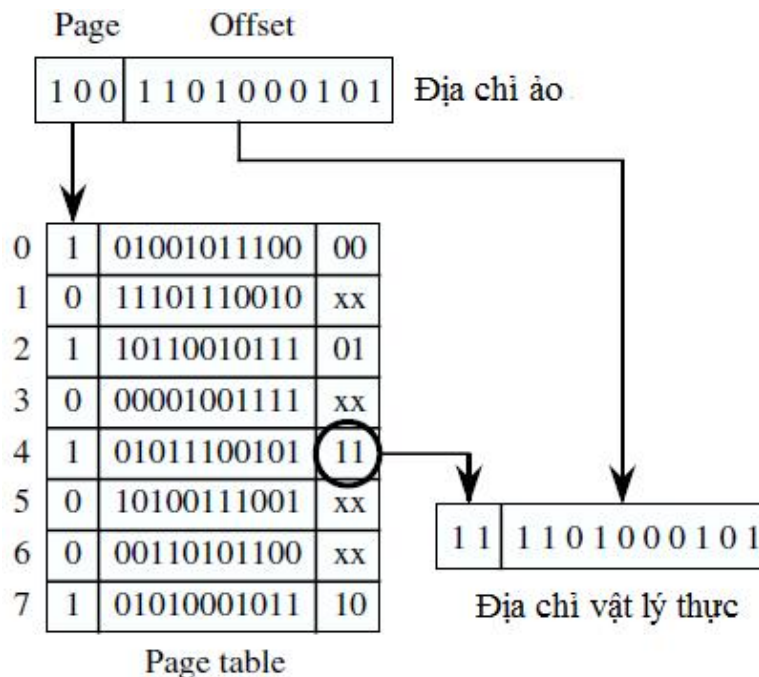 Page Offset
1 0 0 1 1 0 1 0 0 0 1 0 1 Địa chỉ ảo
0 1 01001011100 00
1 0 11101110010 xx
2 1 10110010111 01
3 0 00001001111 xx
4 1 01011100101 11
5 0 10100111001 xx
6 0 00110101100 xx
7 1 01010001011 10
1 1 1 1 0 1 0 0 0 1 0 1
Địa chỉ vật lý thực
Page table